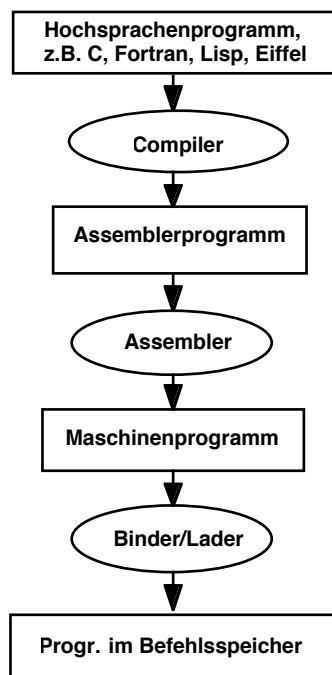 Hochsprachenprogramm,
z.B. C, Fortran, Lisp, Eiffel
Compiler
Assemblerprogramm
Assembler
Maschinenprogramm
Binder/Lader
Progr. im Befehlsspeicher